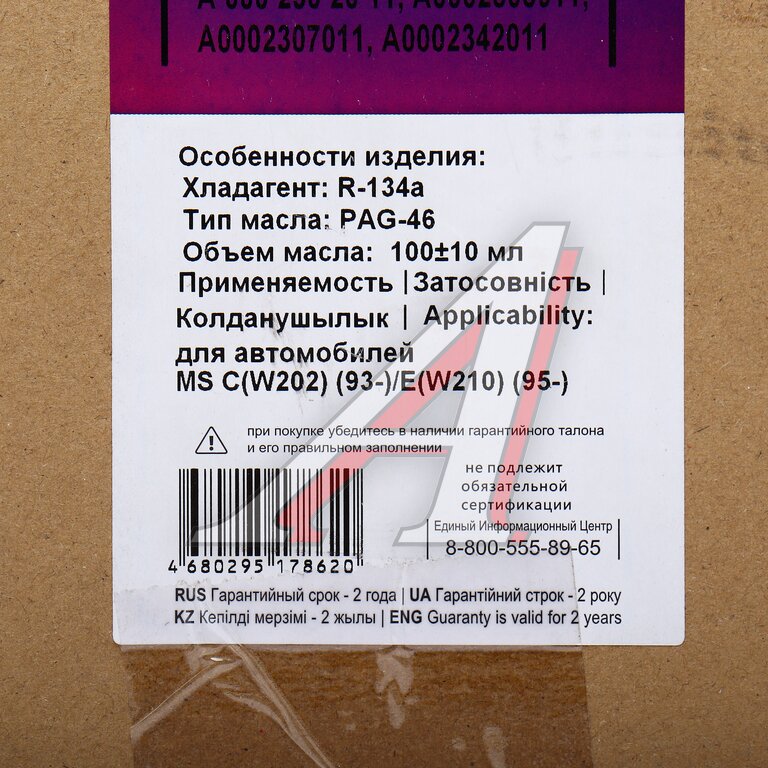 A0002307011, A0002342011
Особенности изделия:
Хладагент: R-134a
Тип масла: PAG-46
Объем масла: 100±10 мл
Применяемость | Затосовність |
Колданушылык | Applicability:
для автомобилей
MS C(W202) (93-)/E(W210) (95-)
при покупке убедитесь в наличии гарантийного талона
и его правильном заполнении
не подлежит
обязательной
сертификации
Единый Информационный Центр
8-800-555-89-65
4 680295 178620
RUS Гарантийный срок - 2 года | UA Гарантійний строк - 2 року
KZ Кепілді мерзімі - 2 жылы | ENG Guaranty is valid for 2 years